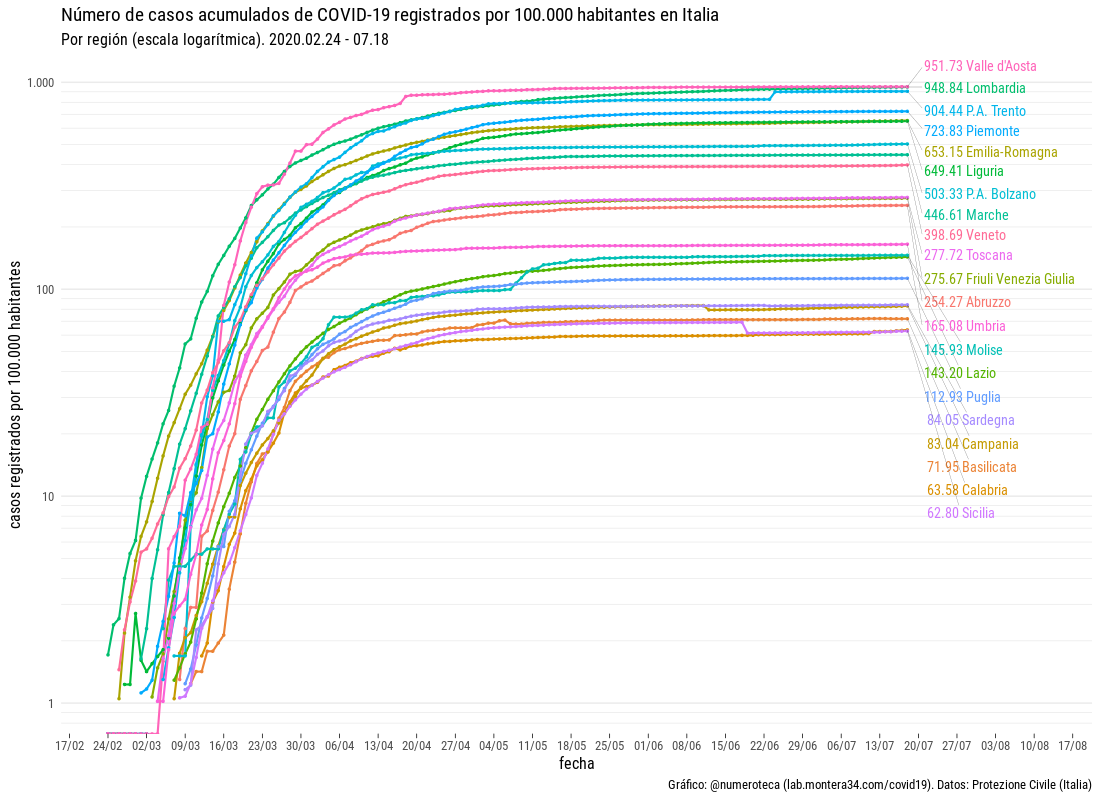 Número de casos acumulados de COVID-19 registrados por 100.000 habitantes en Italia
Por región (escala logarítmica). 2020.02.24 - 07.18
casos registrados por 100.000 habitantes
1.000
100
10
1
951.73 Valle d'Aosta
948.84 Lombardia
904.44 P.A. Trento
723.83 Piemonte
653.15 Emilia-Romagna
649.41 Liguria
503.33 P.A. Bolzano
446.61 Marche
398.69 Veneto
277.72 Toscana
275.67 Friuli Venezia Giulia
254.27 Abruzzo
165.08 Umbria
145.93 Molise
143.20 Lazio
112.93 Puglia
84.05 Sardegna
83.04 Campania
71.95 Basilicata
63.58 Calabria
62.80 Sicilia
17/02 24/02 02/03 09/03 16/03 23/03 30/03 06/04 13/04 20/04 27/04 04/05 11/05 18/05 25/05 01/06 08/06 15/06 22/06 29/06 06/07 13/07 20/07 27/07 03/08 10/08 17/08
fecha
Gráfico: @numeroteca (lab.montera34.com/covid19). Datos: Protezione Civile (Italia)